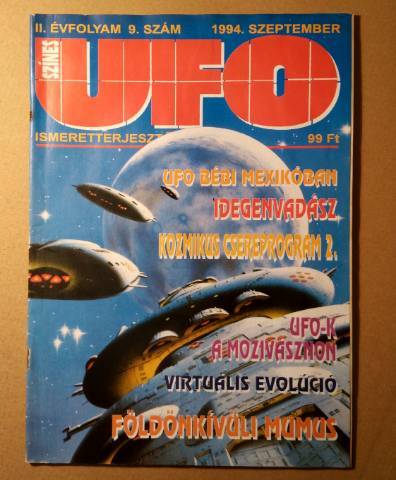 II. ÉVFOLYAM 9. SZÁM 1994. SZEPTEMBER
SZÍNES
UFO
ISMERETTERJESZT
99 Ft
UFO BÉBI MEXIKÓBAN
IDEGENVADÁSZ
KOZMIKUS CSEREPROGRAM 2.
UFO-K
A MOZIVÁSZNON
VIRTUÁLIS EVOLÚCIÓ
FÖLDÖNKÍVÜLI MUMUS